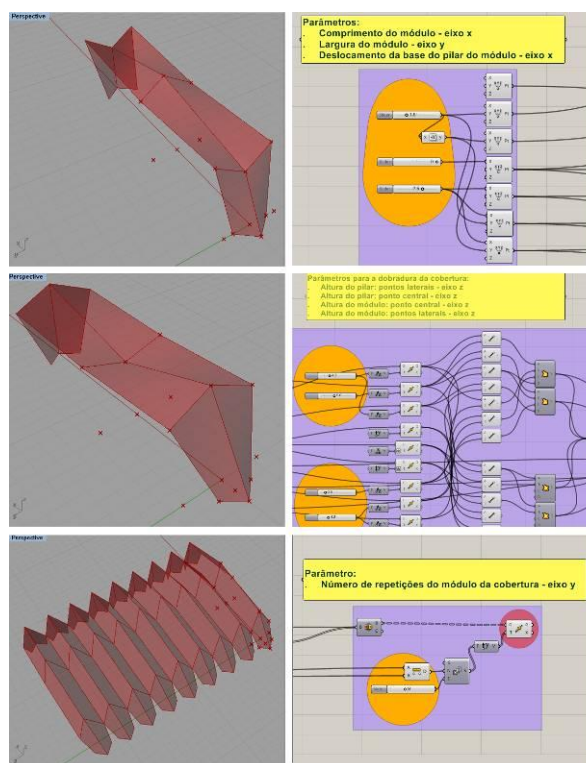 Perspective
Parâmetros:
. Comprimento do módulo - eixo x
. Largura do módulo - eixo y
. Deslocamento da base do pilar do módulo - eixo x
Perspective
Parâmetros para a dobradura da cobertura:
. Altura do pilar: pontos laterais - eixo z
. Altura do pilar: ponto central - eixo z
. Altura do módulo: ponto central - eixo z
. Altura do módulo: pontos laterais - eixo z
Perspective
Parâmetro:
. Número de repetições do módulo da cobertura - eixo y